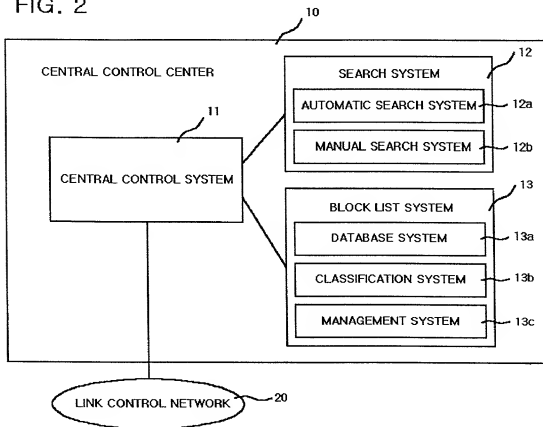 FIG. 2
10
CENTRAL CONTROL CENTER
SEARCH SYSTEM
12
AUTOMATIC SEARCH SYSTEM
12a
MANUAL SEARCH SYSTEM
12b
11
CENTRAL CONTROL SYSTEM
13
BLOCK LIST SYSTEM
DATABASE SYSTEM
13a
CLASSIFICATION SYSTEM
13b
MANAGEMENT SYSTEM
13c
LINK CONTROL NETWORK
20